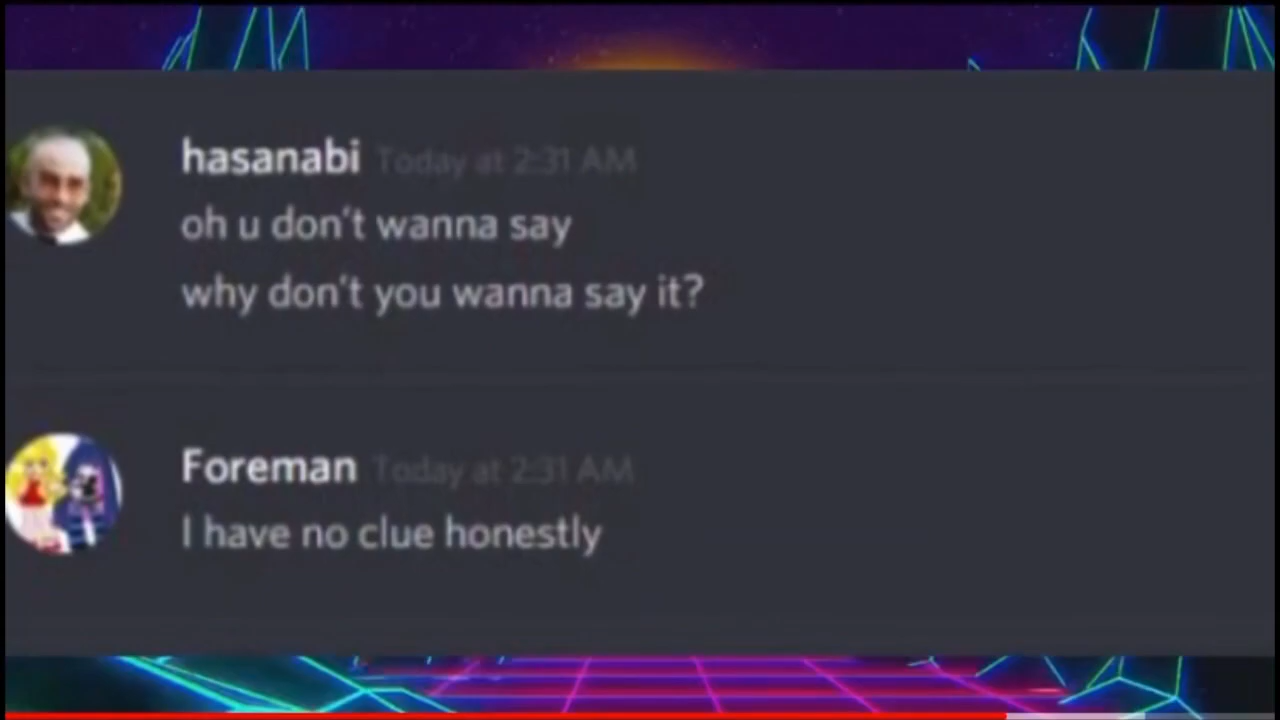 hasanabi Today at 2:31 AM
oh u don't wanna say
why don't you wanna say it?
Foreman Today at 2:31 AM
I have no clue honestly